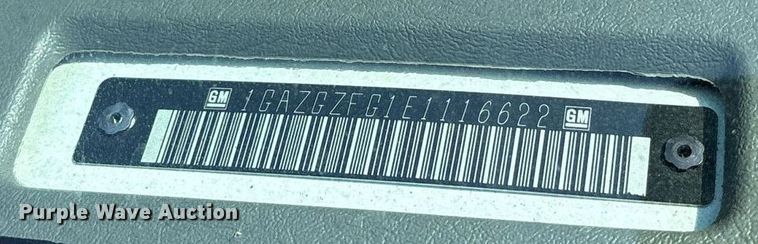 GM 1GAZGZFG1E1116622 GM
Purple Wave Auction